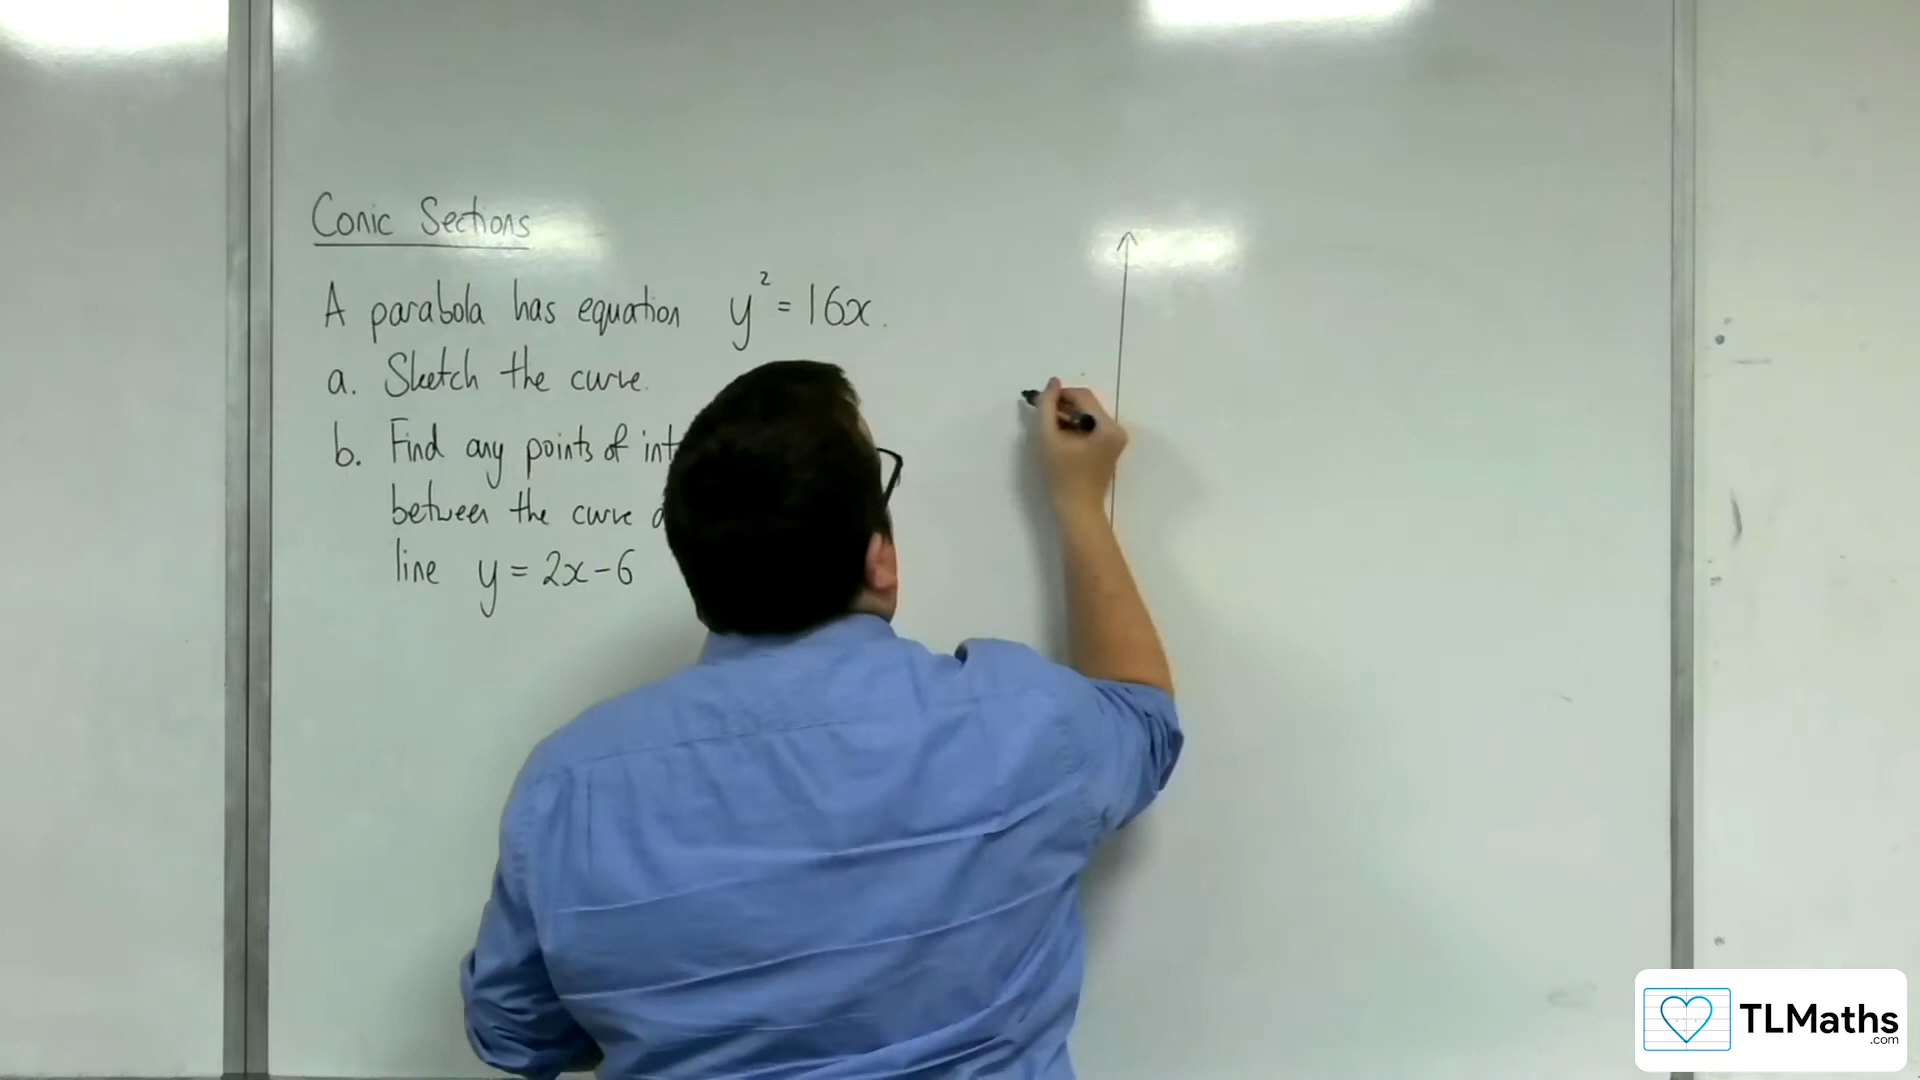 Conic Sections
A parabola has equation y² = 16x.
a. Sketch the curve.
b. Find any points of
between the curve
line y = 2x - 6
TLMaths
.com